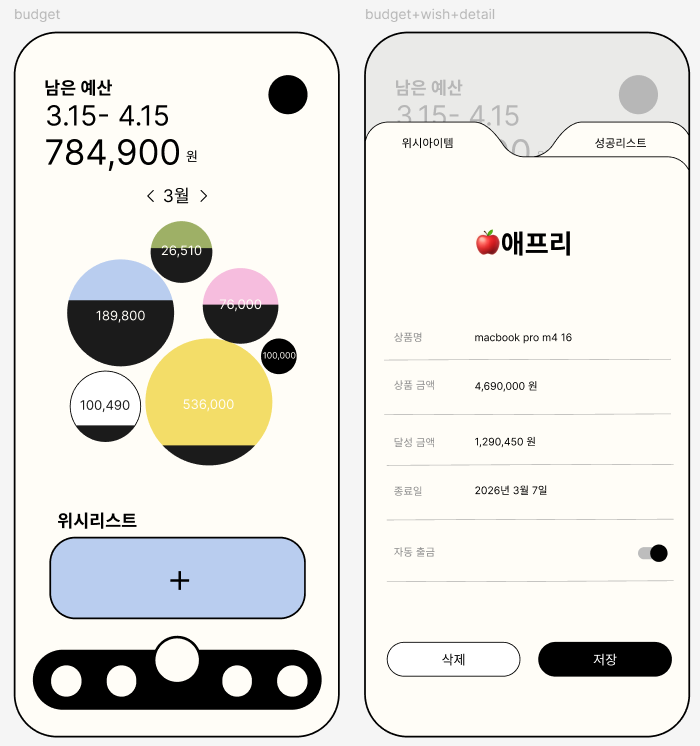 budget
남은 예산
3.15- 4.15
784,900 원
< 3월 >
26,510
189,800
76,000
100,000
100,490
536,000
위시리스트
+
budget+wish+detail
남은 예산
3.15- 4.15
위시아이템
성공리스트
🍎애프리
상품명
macbook pro m4 16
상품 금액
4,690,000 원
달성 금액
1,290,450 원
종료일
2026년 3월 7일
자동 출금
삭제
저장